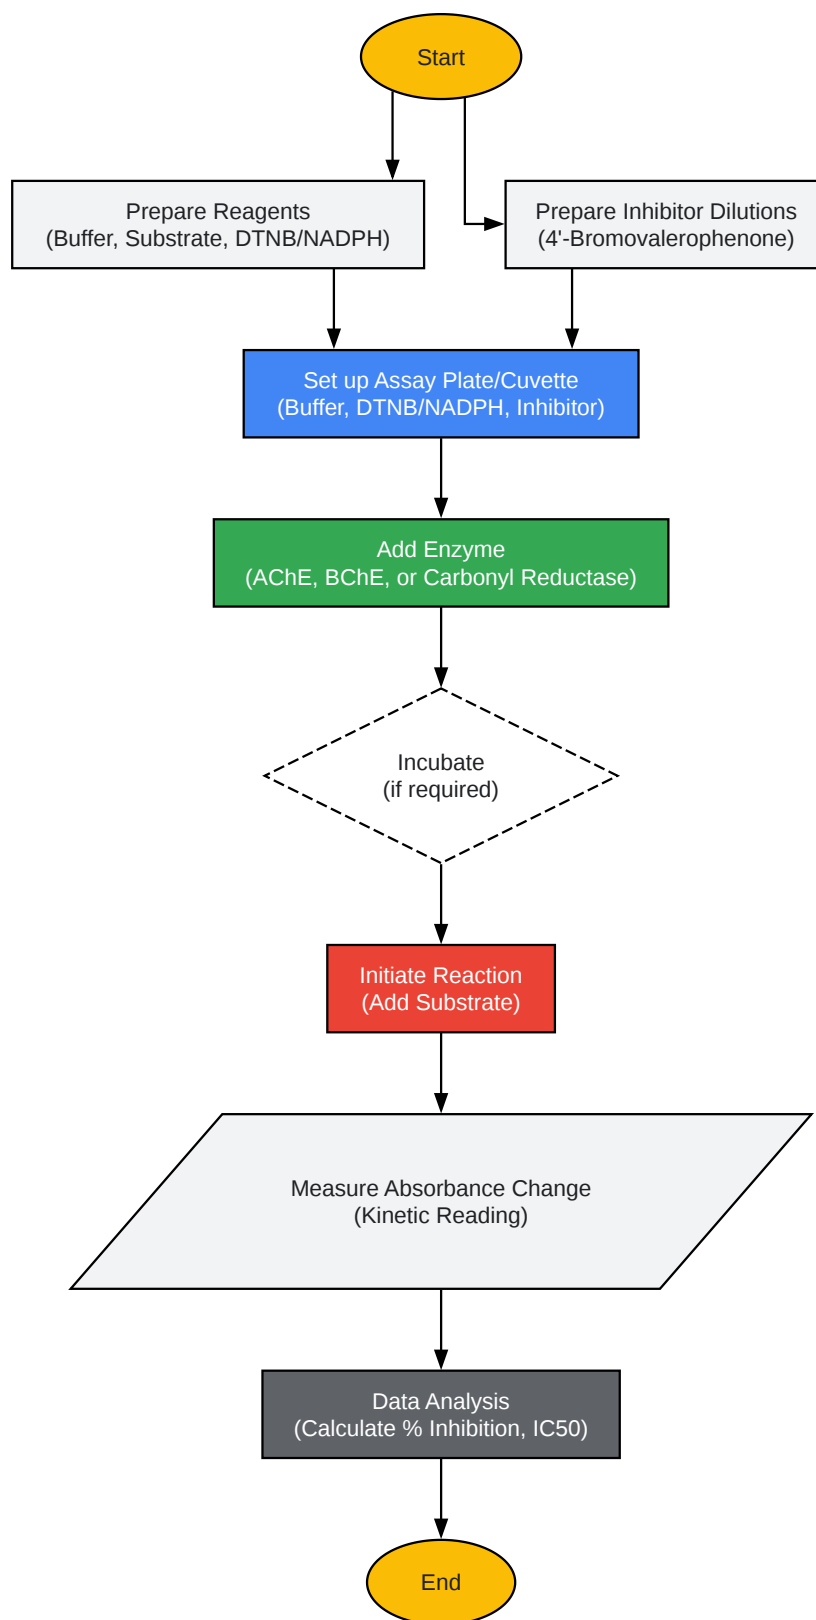 Start
Prepare Reagents
(Buffer, Substrate, DTNB/NADPH)
Prepare Inhibitor Dilutions
(4'-Bromovalerophenone)
Set up Assay Plate/Cuvette
(Buffer, DTNB/NADPH, Inhibitor)
Add Enzyme
(AChE, BChE, or Carbonyl Reductase)
Incubate
(if required)
Initiate Reaction
(Add Substrate)
Measure Absorbance Change
(Kinetic Reading)
Data Analysis
(Calculate % Inhibition, IC50)
End